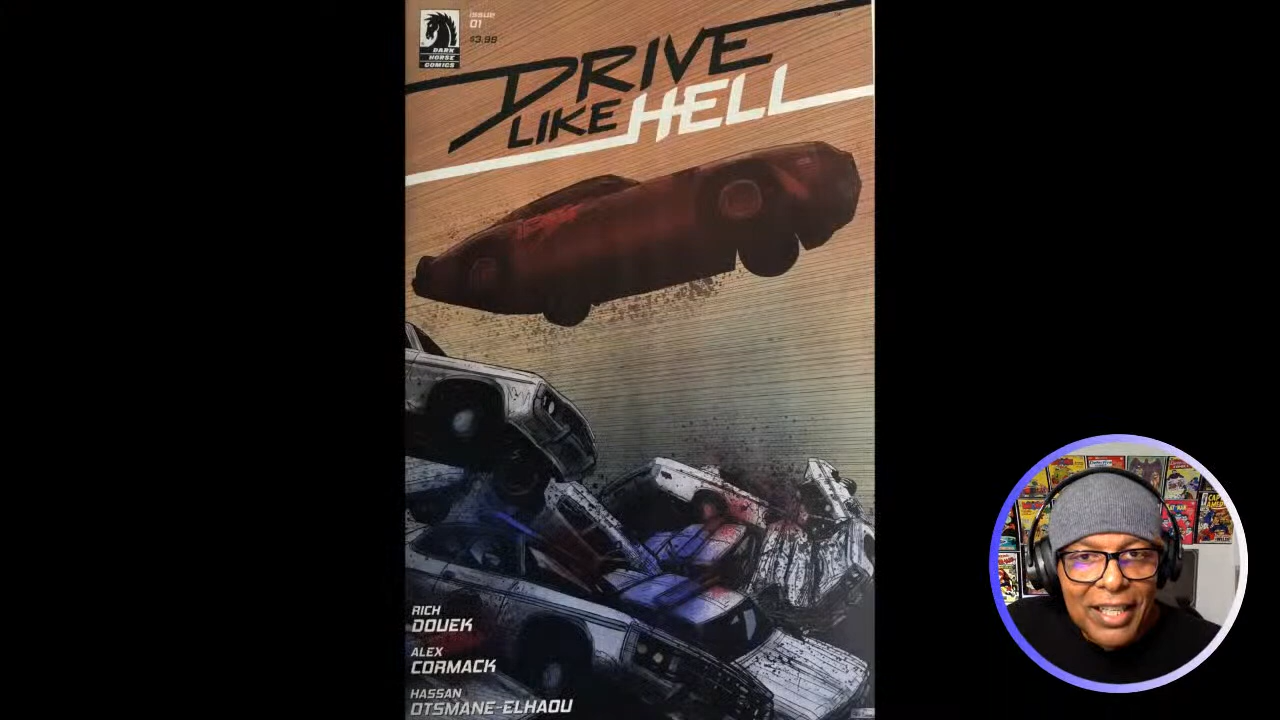 issue
01
$3.99
DARK
HORSE
COMICS
DRIVE
LIKE HELL
RICH
DOUEK
ALEX
CORMACK
HASSAN
OTSMANE-ELHAOU